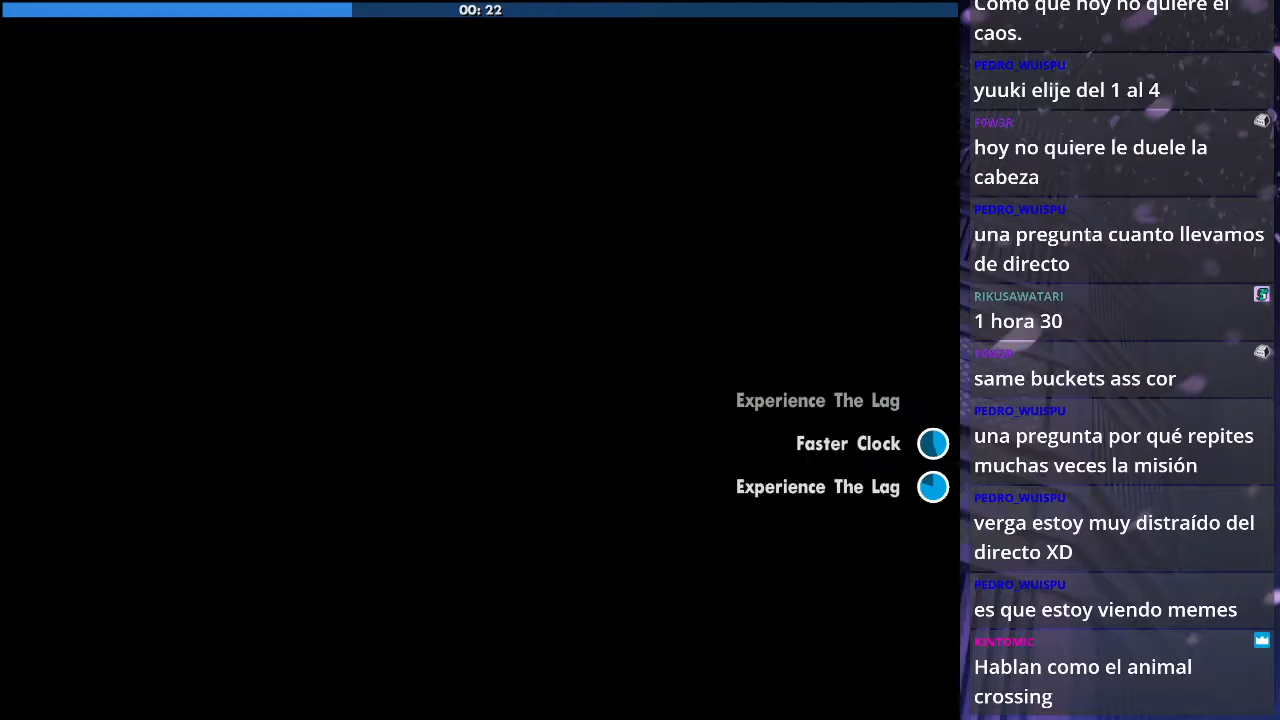 00: 22
Experience The Lag
Faster Clock
Experience The Lag
Como que hoy no quiere el
caos.
PEDRO_WUISPU
yuuki elije del 1 al 4
F0W3R
hoy no quiere le duele la
cabeza
PEDRO_WUISPU
una pregunta cuanto llevamos
de directo
RIKUSAWATARI
1 hora 30
F0W3R
same buckets ass cor
PEDRO_WUISPU
una pregunta por qué repites
muchas veces la misión
PEDRO_WUISPU
verga estoy muy distraído del
directo XD
PEDRO_WUISPU
es que estoy viendo memes
KINTOMIC
Hablan como el animal
crossing